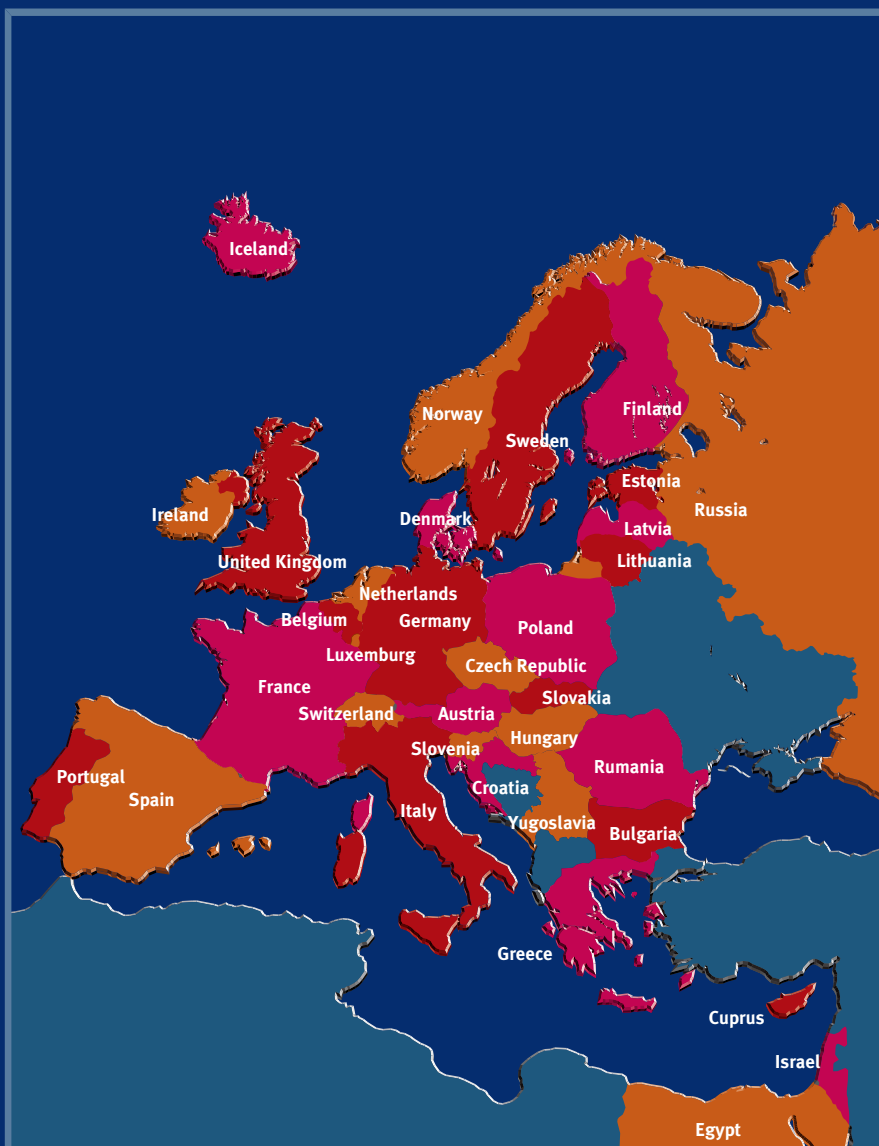 Iceland
Norway
Finland
Sweden
Estonia
Russia
Ireland
Denmark
Latvia
United Kingdom
Lithuania
Netherlands
Belgium
Germany
Poland
Luxemburg
Czech Republic
France
Slovakia
Switzerland
Austria
Hungary
Slovenia
Rumania
Portugal
Croatia
Spain
Italy
Yugoslavia
Bulgaria
Greece
Cuprus
Israel
Egypt